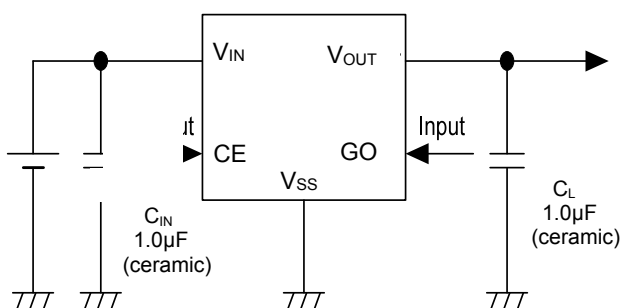 VIN
VOUT
Input
CE
GO
VSS
CIN
1.0µF
(ceramic)
CL
1.0µF
(ceramic)